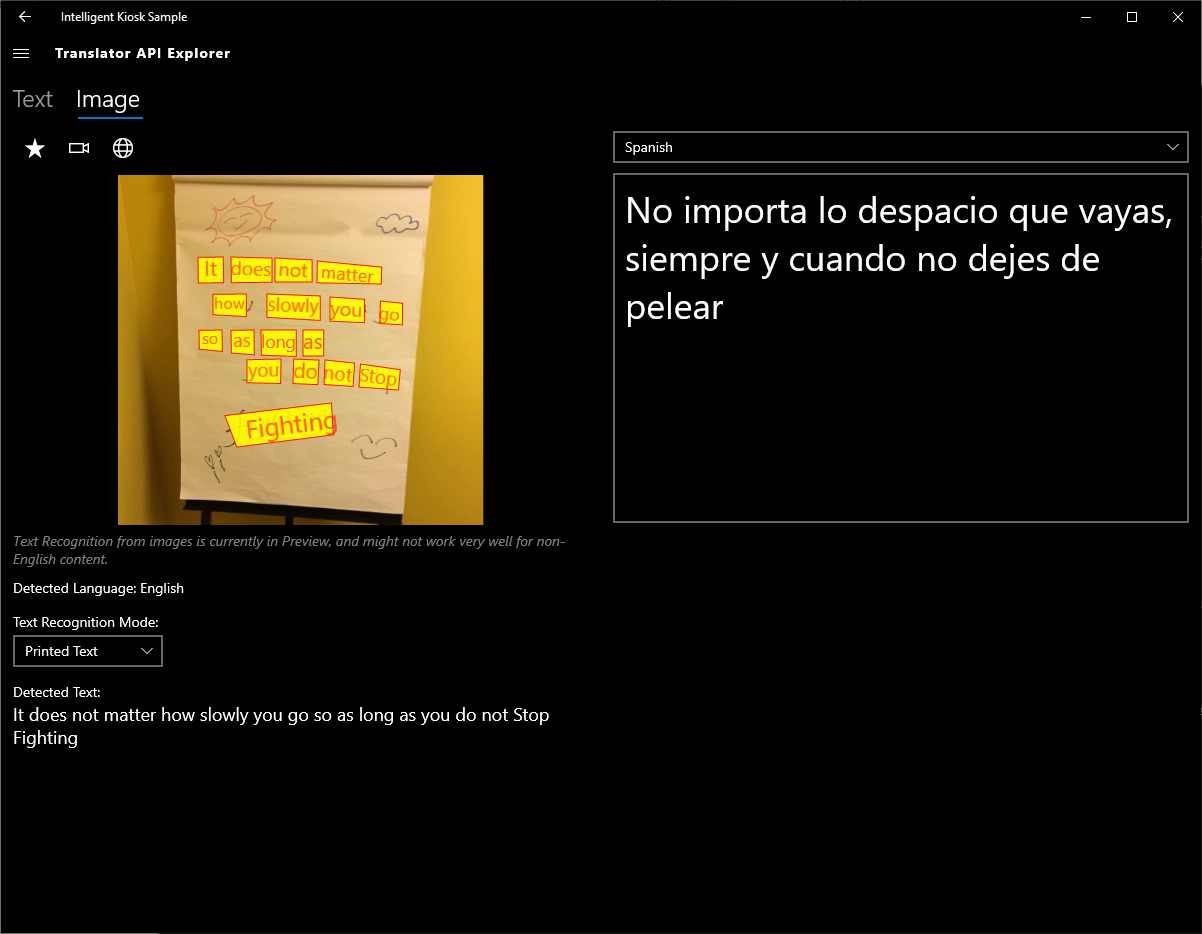 Intelligent Kiosk Sample
Translator API Explorer
Text Image
It does not matter
how slowly you go
so as long as
you do not Stop
Fighting
Text Recognition from images is currently in Preview, and might not work very well for non-
English content.
Detected Language: English
Text Recognition Mode:
Printed Text
Detected Text:
It does not matter how slowly you go so as long as you do not Stop
Fighting
Spanish
No importa lo despacio que vayas,
siempre y cuando no dejes de
pelear